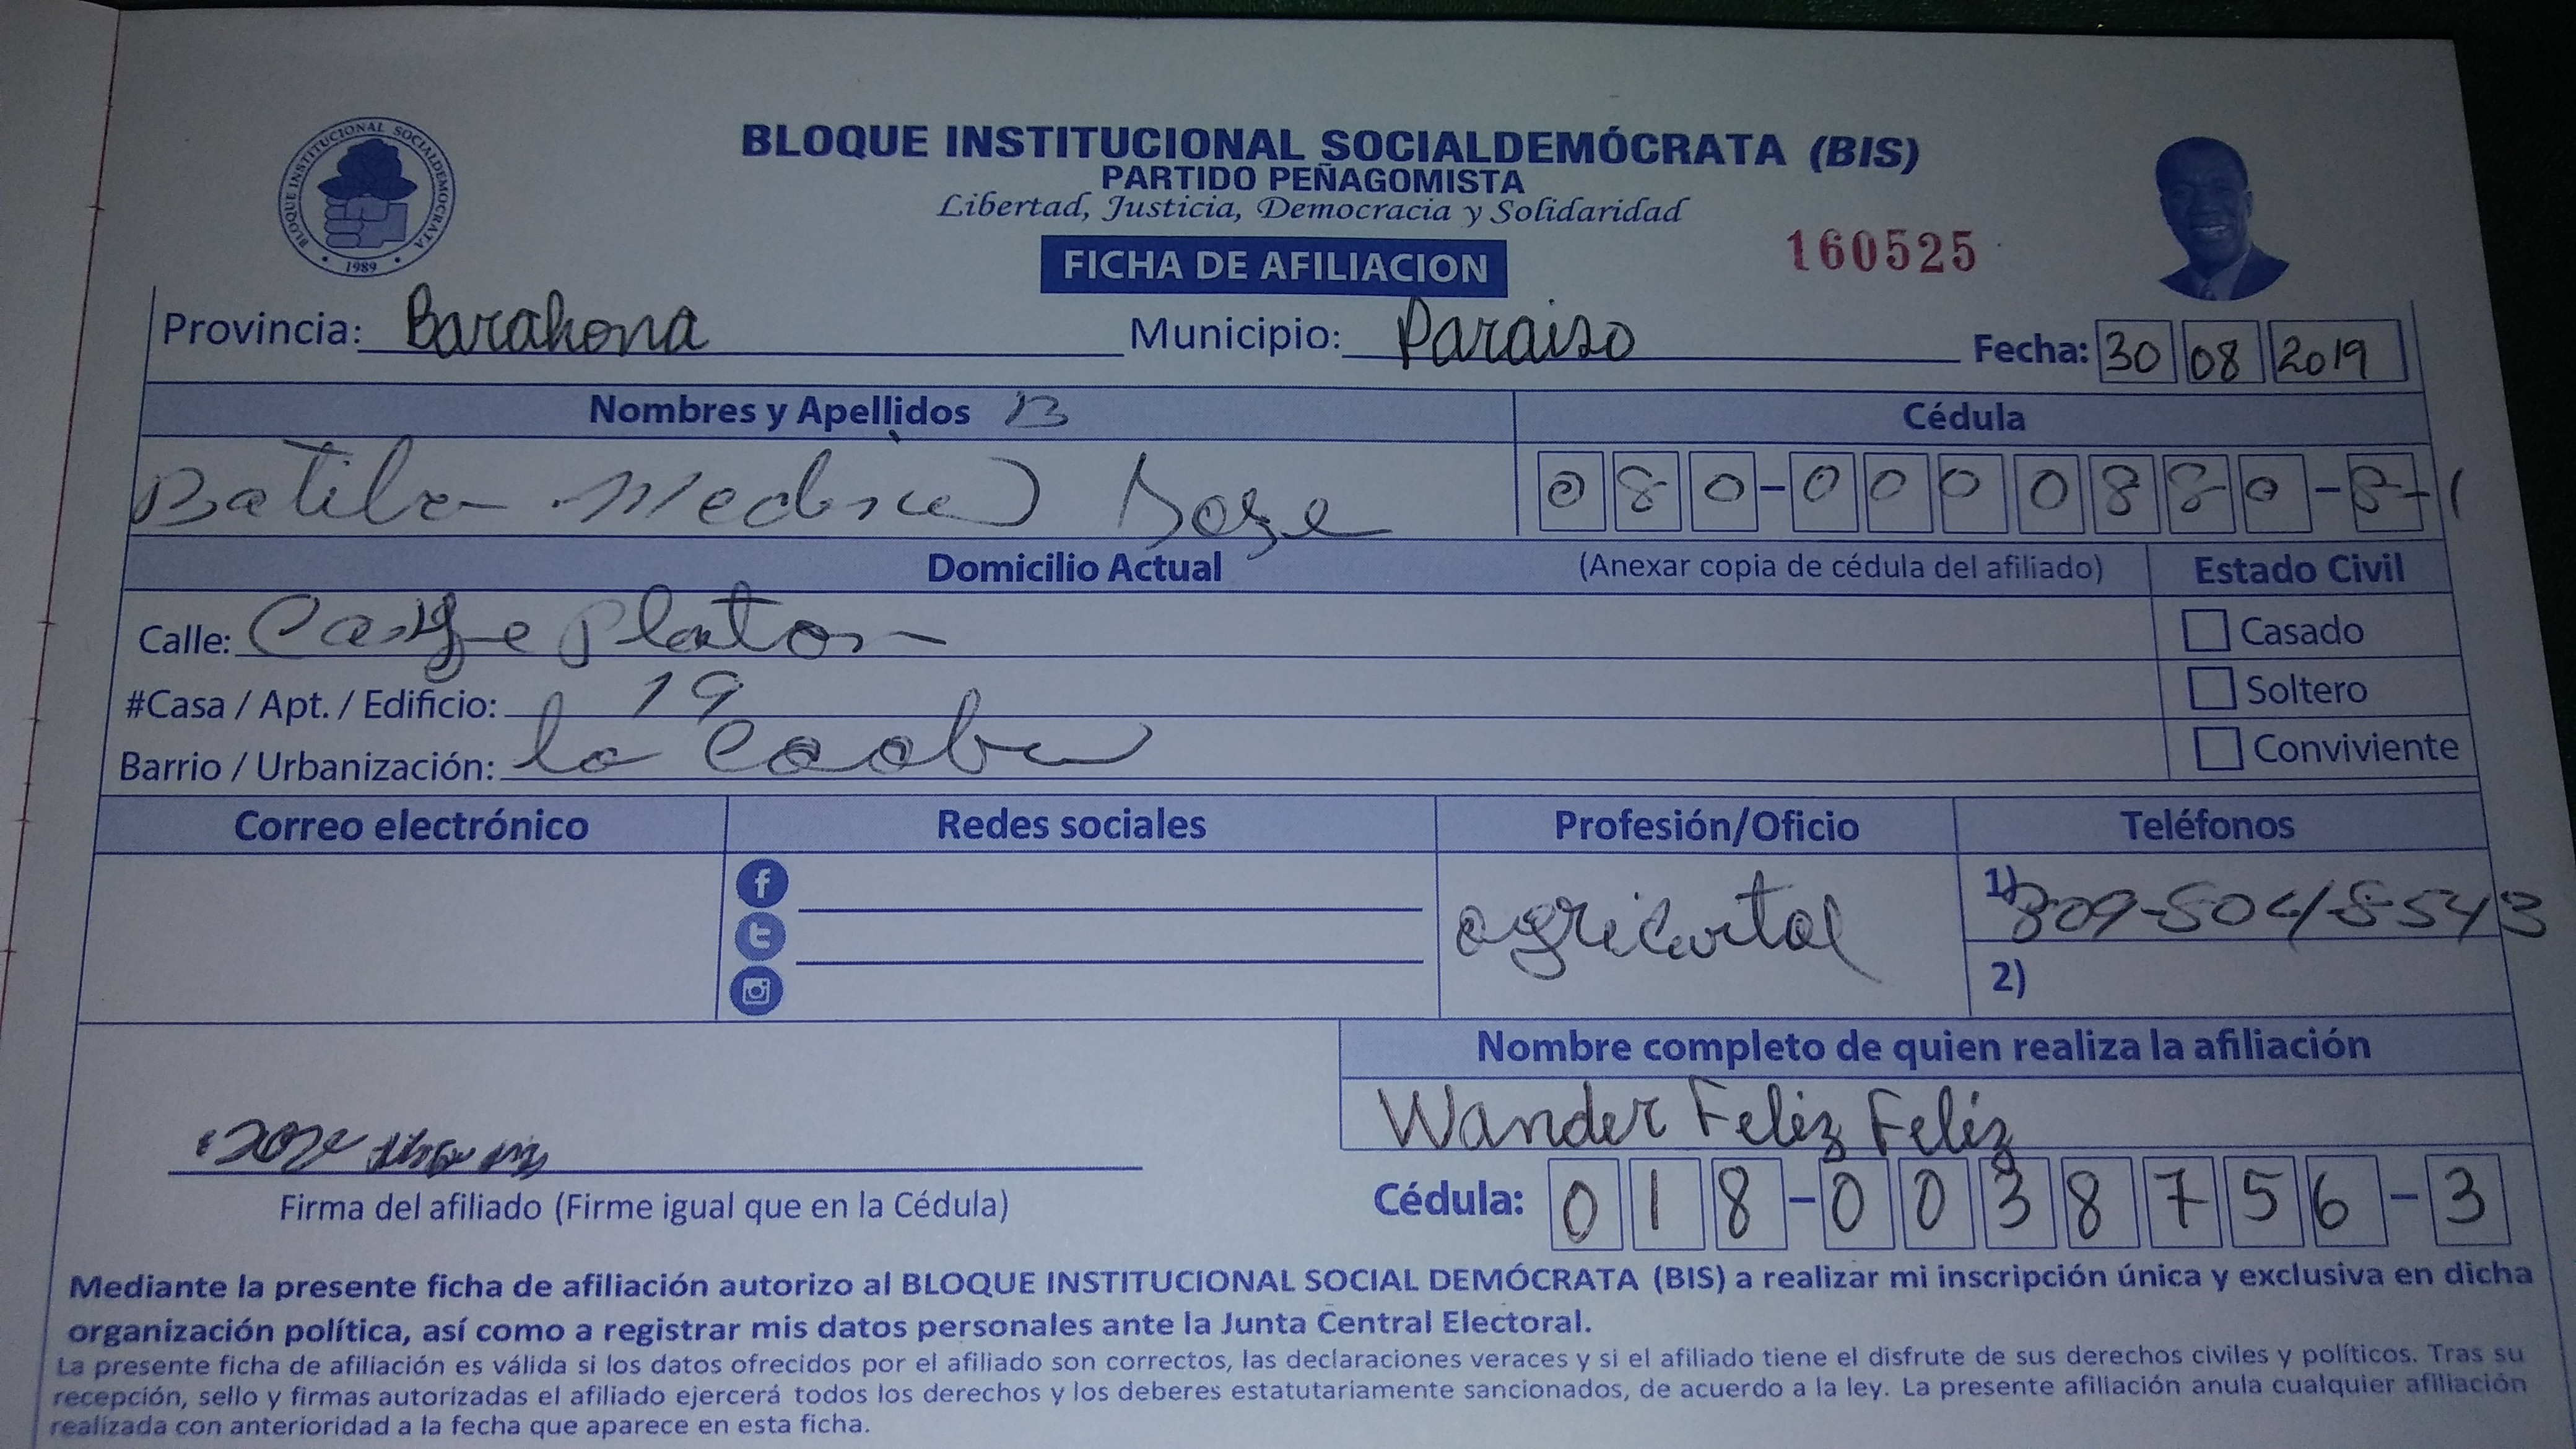 BLOQUE INSTITUCIONAL SOCIALDEMOCRATA
1989
BLOQUE INSTITUCIONAL SOCIALDEMÓCRATA (BIS)
PARTIDO PEÑAGOMISTA
Libertad, Justicia, Democracia y Solidaridad
FICHA DE AFILIACION
160525
Provincia: Barahona Municipio: Paraiso Fecha: 30 08 2019
Nombres y Apellidos Cédula
Doze 080-0000880-8-1
Domicilio Actual (Anexar copia de cédula del afiliado) Estado Civil
Calle: Platon Casado
#Casa / Apt. / Edificio: 19 Soltero
Barrio / Urbanización: la Caoba Conviviente
Correo electrónico Redes sociales Profesión/Oficio Teléfonos
1) 809-504-8543
2)
Nombre completo de quien realiza la afiliación
Wander Feliz Feliz
Firma del afiliado (Firme igual que en la Cédula) Cédula: 018-0038756-3
Mediante la presente ficha de afiliación autorizo al BLOQUE INSTITUCIONAL SOCIAL DEMÓCRATA (BIS) a realizar mi inscripción única y exclusiva en dicha
organización política, así como a registrar mis datos personales ante la Junta Central Electoral.
La presente ficha de afiliación es válida si los datos ofrecidos por el afiliado son correctos, las declaraciones veraces y si el afiliado tiene el disfrute de sus derechos civiles y políticos. Tras su
recepción, sello y firmas autorizadas el afiliado ejercerá todos los derechos y los deberes estatutariamente sancionados, de acuerdo a la ley. La presente afiliación anula cualquier afiliación
realizada con anterioridad a la fecha que aparece en esta ficha.